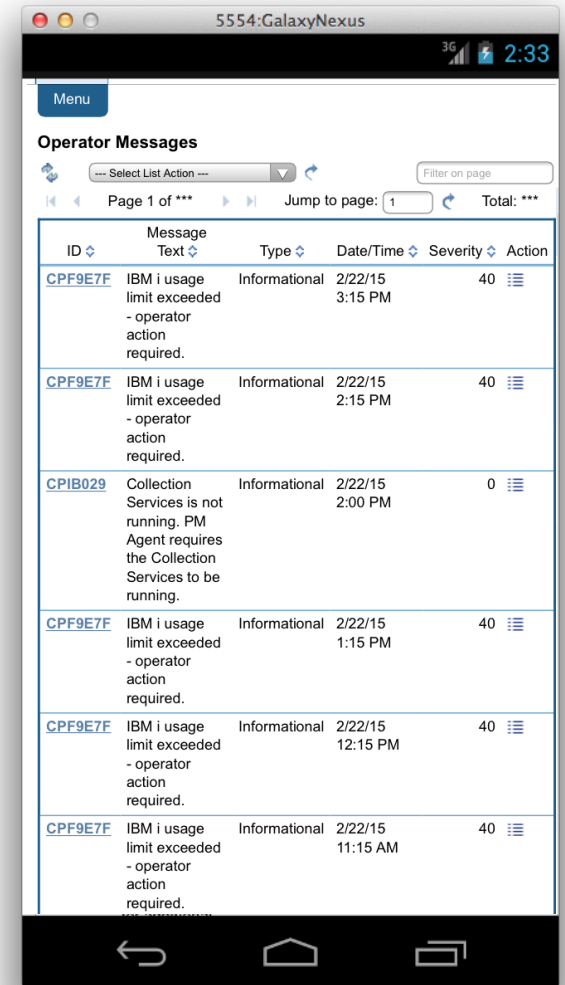 5554:GalaxyNexus
3G 2:33
Menu
Operator Messages
--- Select List Action --- Filter on page
Page 1 of *** Jump to page: 1 Total: ***
Message
ID Text Type Date/Time Severity Action
CPF9E7F IBM i usage Informational 2/22/15 40
limit exceeded 3:15 PM
- operator
action
required.
CPF9E7F IBM i usage Informational 2/22/15 40
limit exceeded 2:15 PM
- operator
action
required.
CPIB029 Collection Informational 2/22/15 0
Services is not 2:00 PM
running. PM
Agent requires
the Collection
Services to be
running.
CPF9E7F IBM i usage Informational 2/22/15 40
limit exceeded 1:15 PM
- operator
action
required.
CPF9E7F IBM i usage Informational 2/22/15 40
limit exceeded 12:15 PM
- operator
action
required.
CPF9E7F IBM i usage Informational 2/22/15 40
limit exceeded 11:15 AM
- operator
action
required.